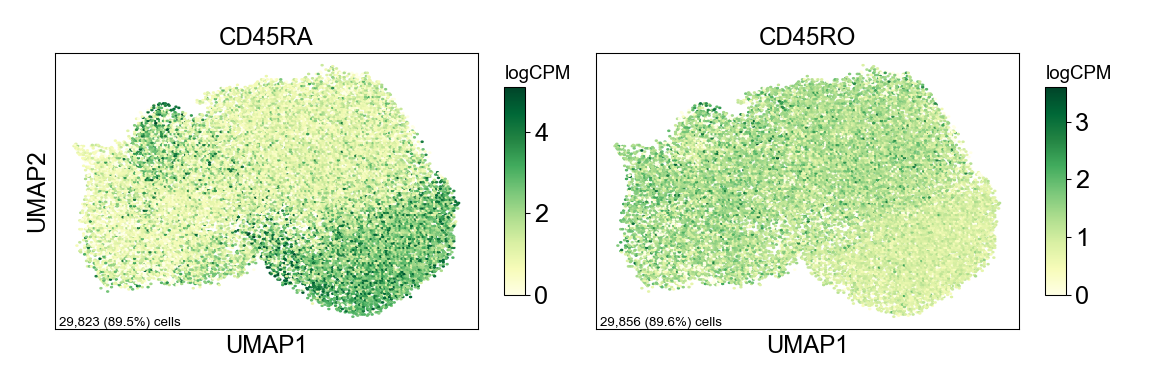 CD45RA
CD45RO
logCPM
logCPM
4
2
0
3
2
1
0
UMAP2
29,823 (89.5%) cells
29,856 (89.6%) cells
UMAP1
UMAP1